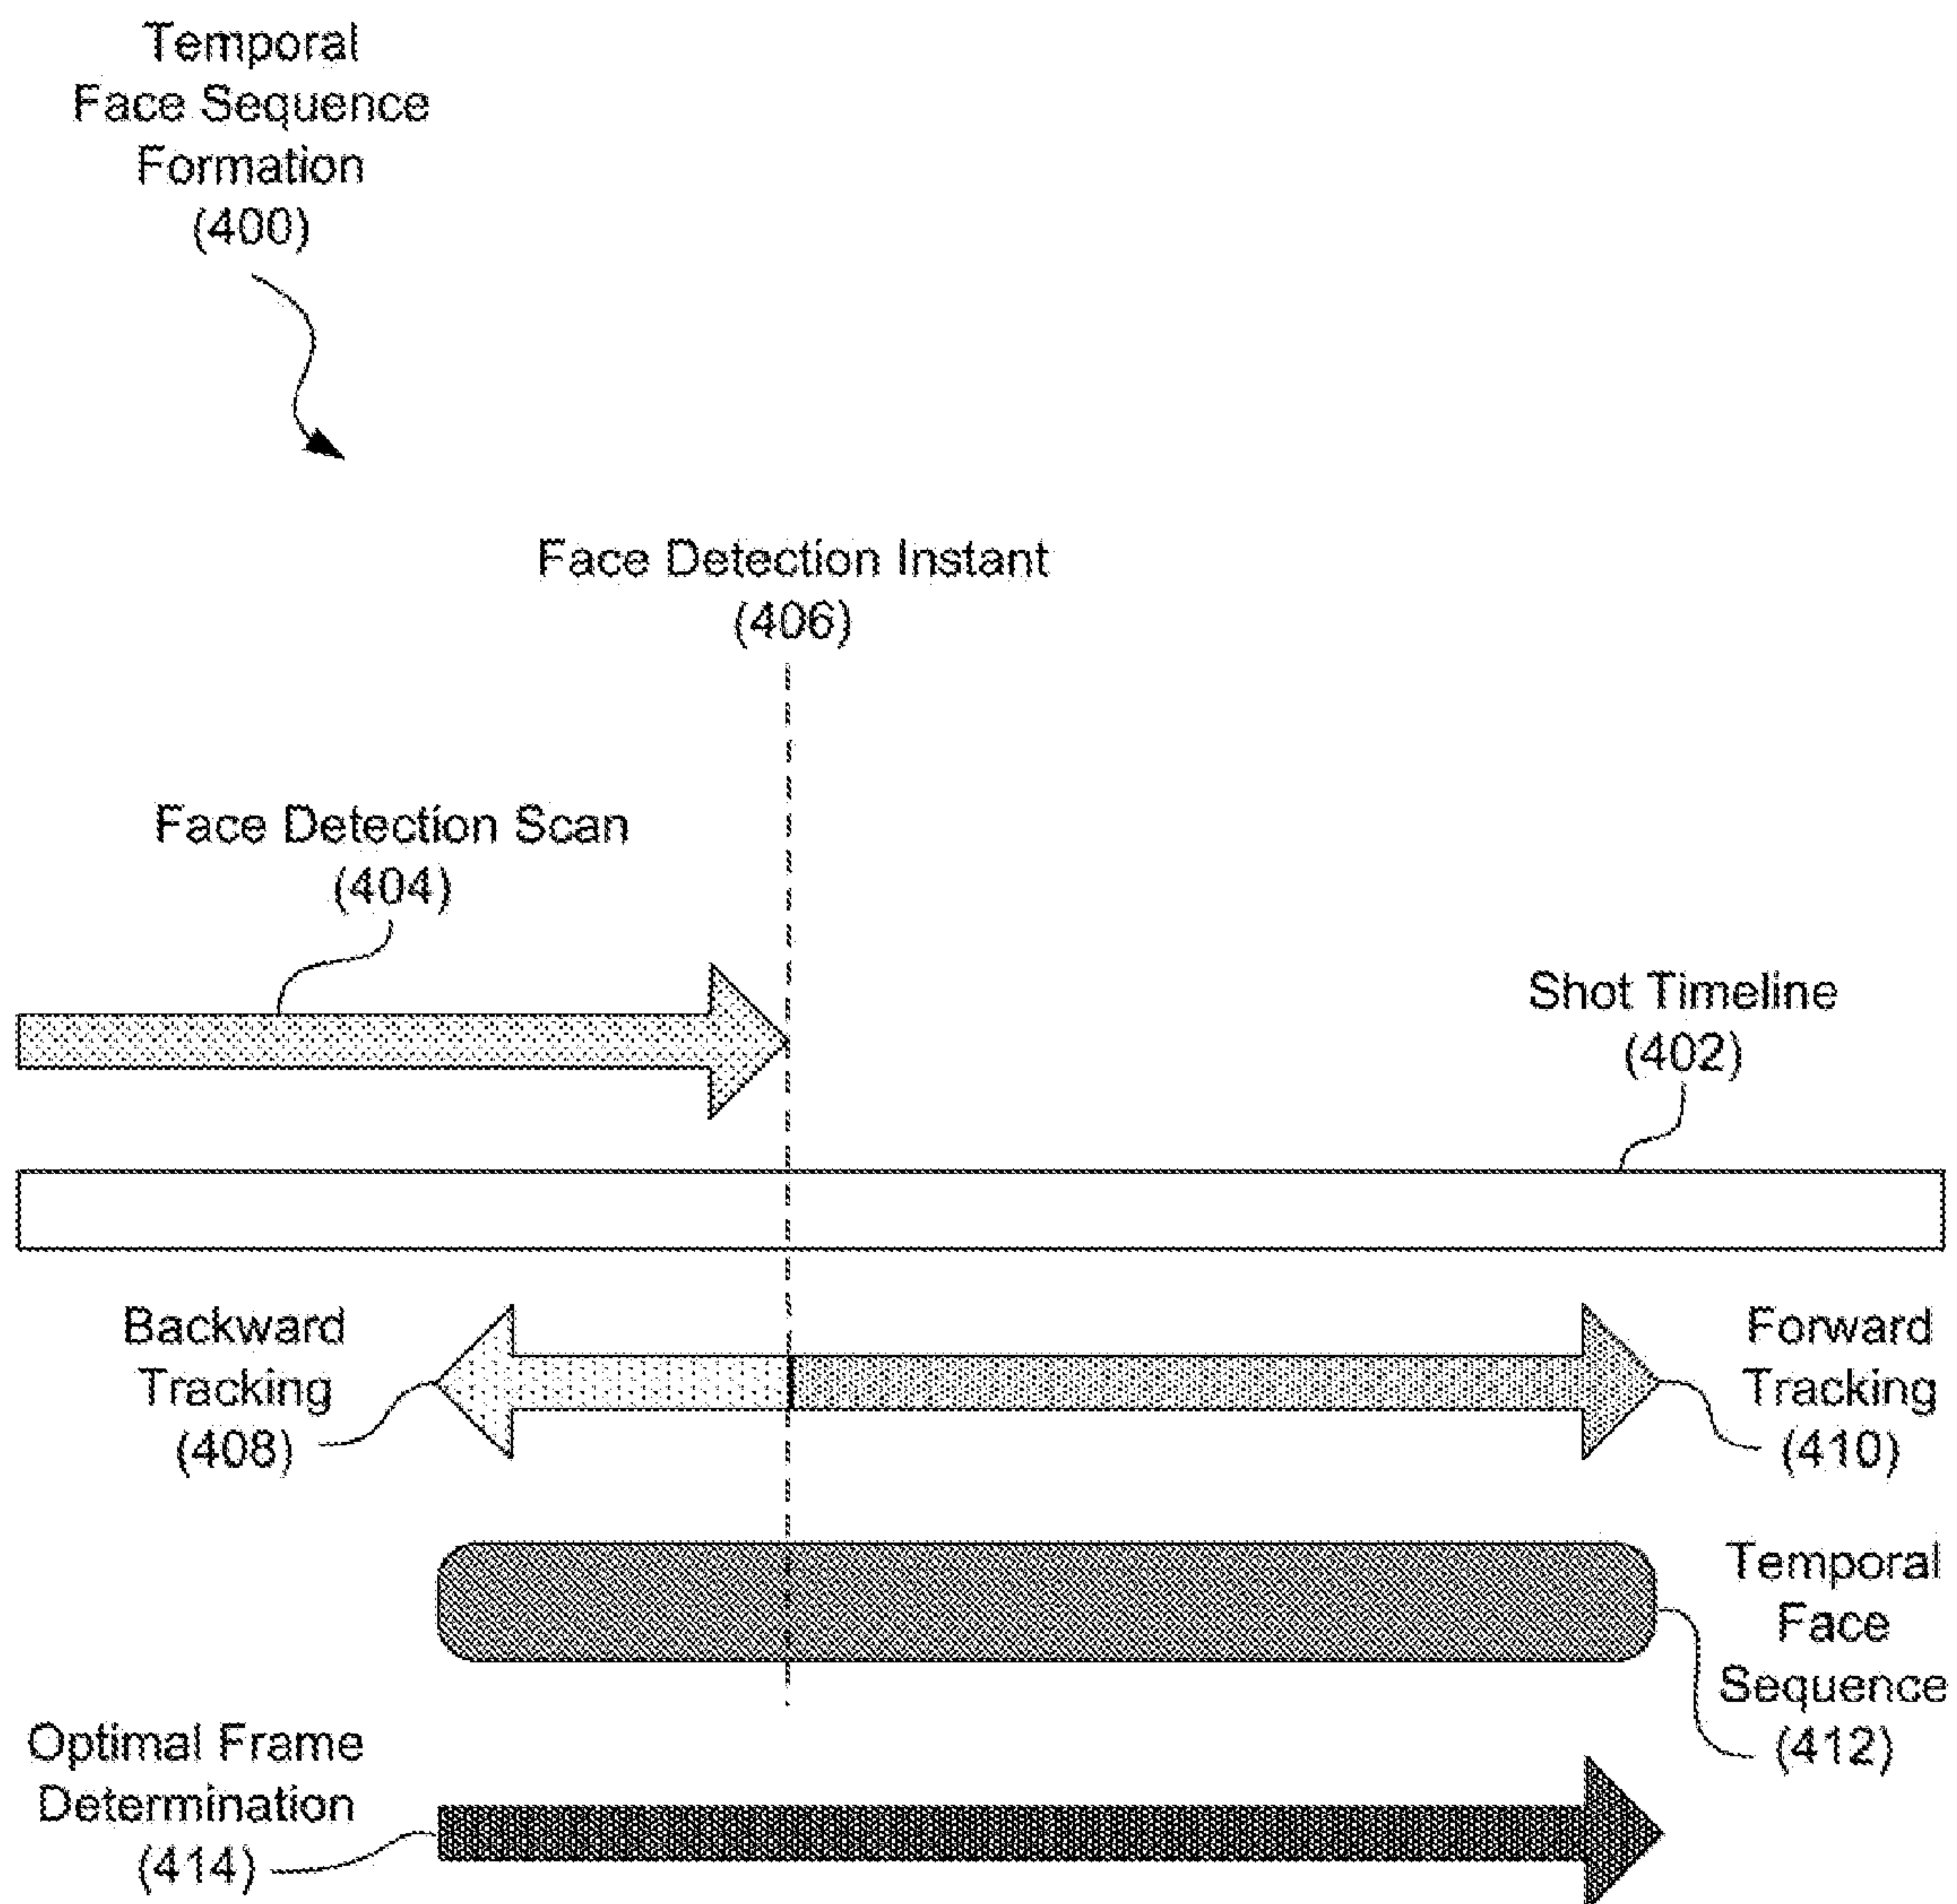 Temporal
Face Sequence
Formation
(400)
Face Detection Instant
(406)
Face Detection Scan
(404)
Shot Timeline
(402)
Backward
Tracking
(408)
Forward
Tracking
(410)
Temporal
Face
Sequence
(412)
Optimal Frame
Determination
(414)